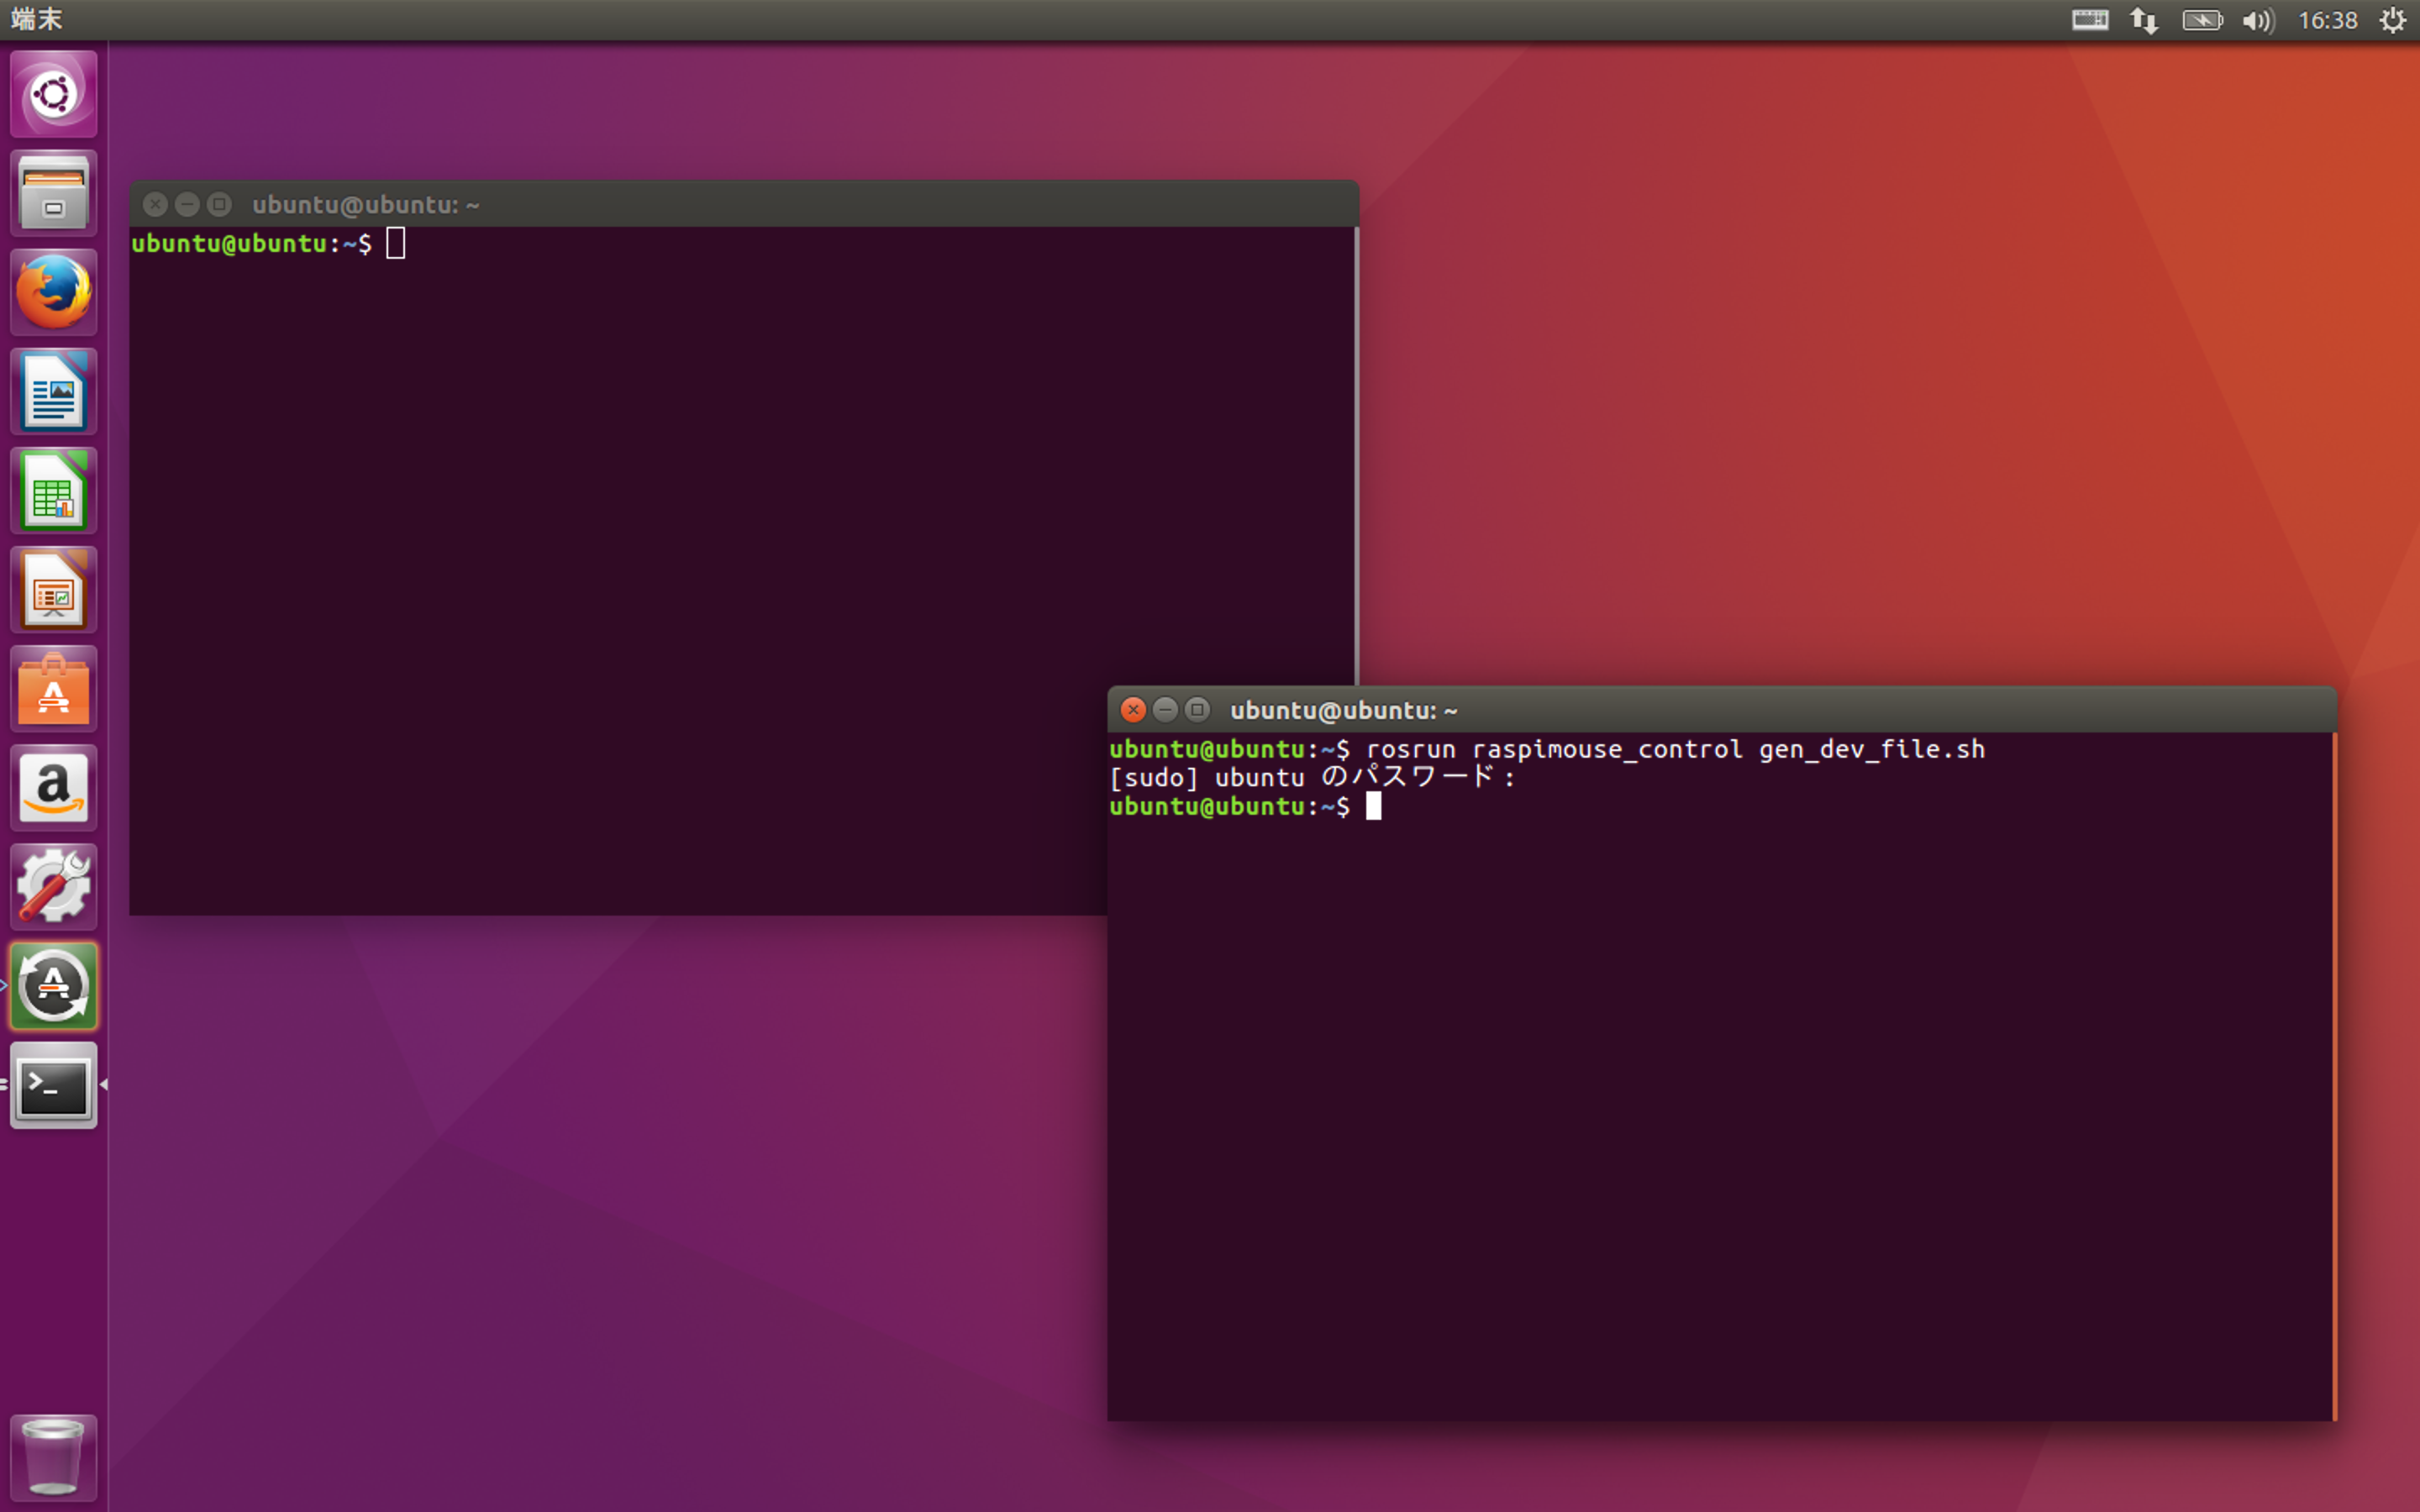 端末
16:38
ubuntu@ubuntu: ~
ubuntu@ubuntu:~$
ubuntu@ubuntu: ~
ubuntu@ubuntu:~$ rosrun raspimouse_control gen_dev_file.sh
[sudo] ubuntu のパスワード:
ubuntu@ubuntu:~$